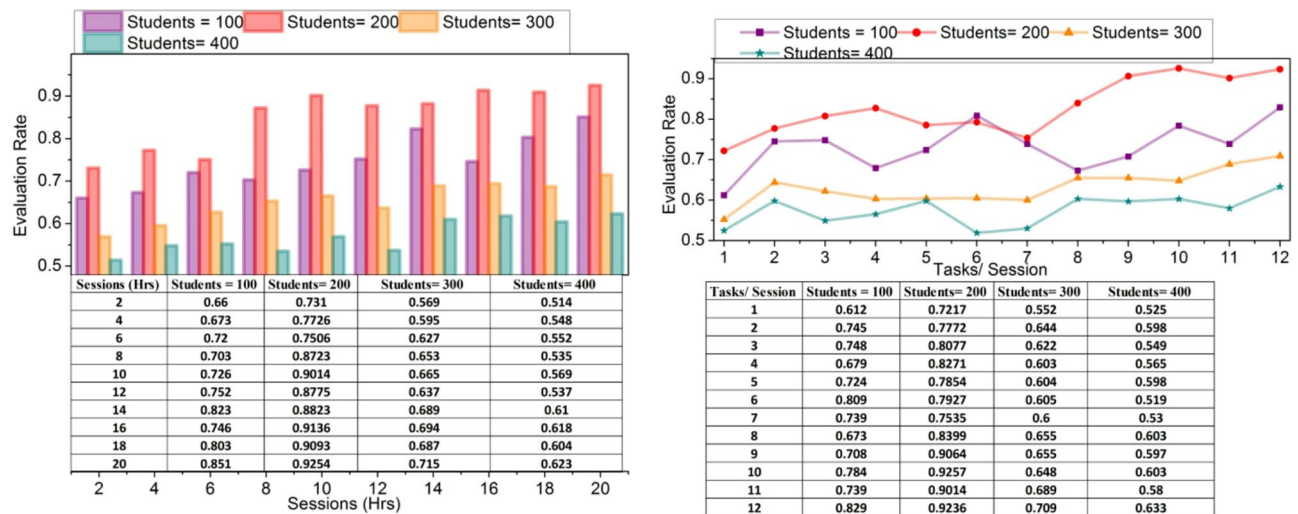 Students = 100 Students= 200 Students= 300
Students= 400
Evaluation Rate
0.9
0.8
0.7
0.6
0.5
Sessions (Hrs) Students = 100 Students= 200 Students= 300 Students= 400
2 0.66 0.731 0.569 0.514
4 0.673 0.7726 0.595 0.548
6 0.72 0.7506 0.627 0.552
8 0.703 0.8723 0.653 0.535
10 0.726 0.9014 0.665 0.569
12 0.752 0.8775 0.637 0.537
14 0.823 0.8823 0.689 0.61
16 0.746 0.9136 0.694 0.618
18 0.803 0.9093 0.687 0.604
20 0.851 0.9254 0.715 0.623
2 4 6 8 10 12 14 16 18 20
Sessions (Hrs)
Students = 100 Students= 200 Students= 300
Students= 400
Evaluation Rate
0.9
0.8
0.7
0.6
0.5
1 2 3 4 5 6 7 8 9 10 11 12
Tasks/ Session
Tasks/ Session Students = 100 Students= 200 Students= 300 Students= 400
1 0.612 0.7217 0.552 0.525
2 0.745 0.7772 0.644 0.598
3 0.748 0.8077 0.622 0.549
4 0.679 0.8271 0.603 0.565
5 0.724 0.7854 0.604 0.598
6 0.809 0.7927 0.605 0.519
7 0.739 0.7535 0.6 0.53
8 0.673 0.8399 0.655 0.603
9 0.708 0.9064 0.655 0.597
10 0.784 0.9257 0.648 0.603
11 0.739 0.9014 0.689 0.58
12 0.829 0.9236 0.709 0.633